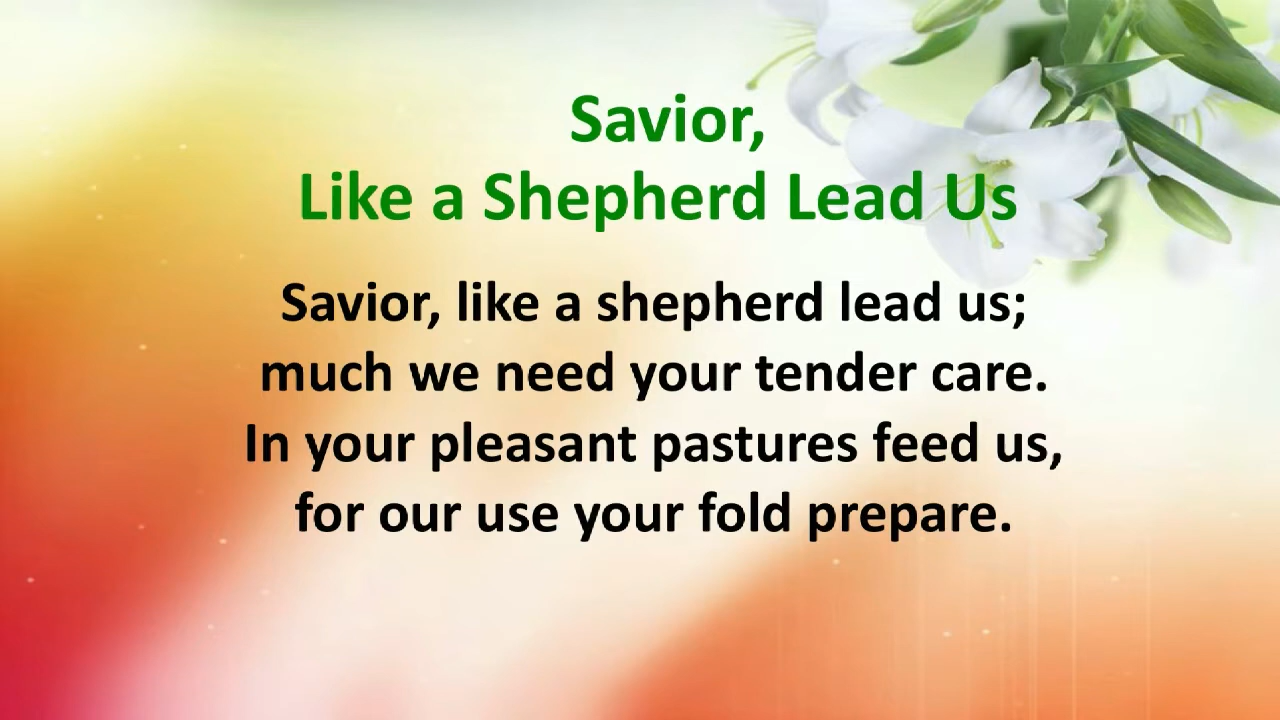 Savior,
Like a Shepherd Lead Us
Savior, like a shepherd lead us;
much we need your tender care.
In your pleasant pastures feed us,
for our use your fold prepare.